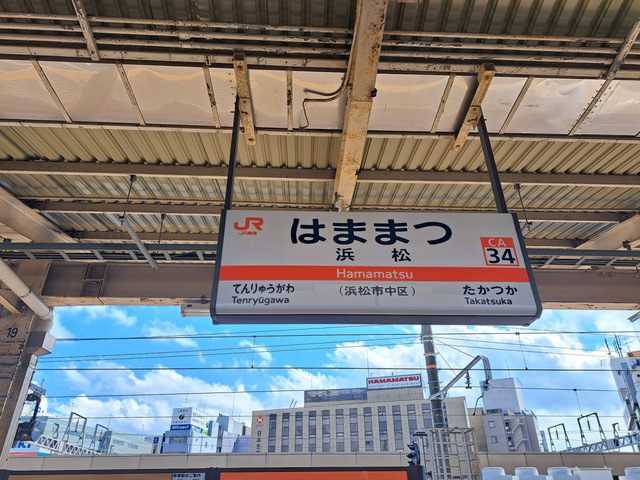 JR
JR東海
はままつ
浜松
Hamamatsu
CA
34
てんりゅうがわ
Tenryūgawa
(浜松市中区)
たかつか
Takatsuka
19
HAMAMATSU